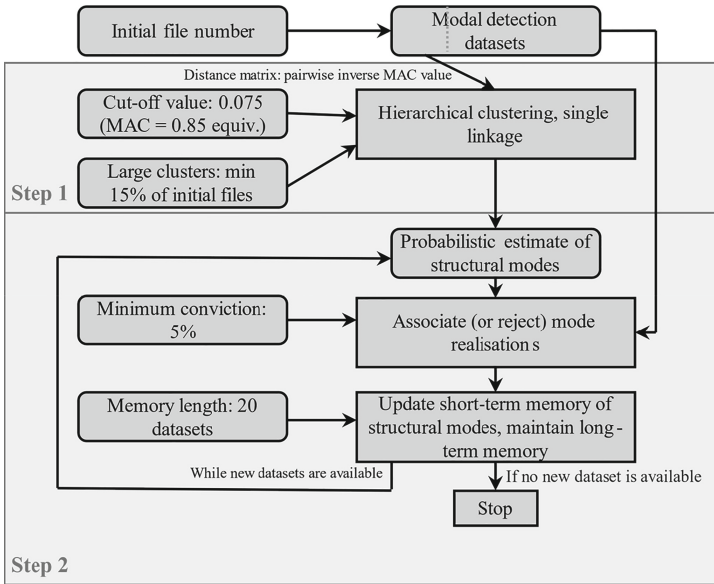 Initial file number
Modal detection
datasets
Distance matrix: pairwise inverse MAC value
Cut-off value: 0.075
(MAC = 0.85 equiv.)
Hierarchical clustering, single
linkage
Large clusters: min
15% of initial files
Step 1
Probabilistic estimate of
structural modes
Minimum conviction:
5%
Associate (or reject) mode
realisations
Memory length: 20
datasets
Update short-term memory of
structural modes, maintain long-
term memory
While new datasets are available
If no new dataset is available
Stop
Step 2